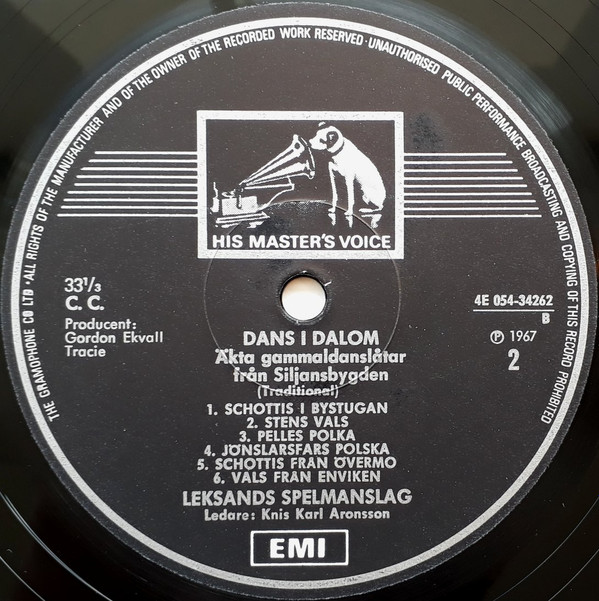 THE GRAMOPHONE CO LTD · ALL RIGHTS OF THE MANUFACTURER AND OF THE OWNER OF THE RECORDED WORK RESERVED · UNAUTHORISED PUBLIC PERFORMANCE BROADCASTING AND COPYING OF THIS RECORD PROHIBITED
HIS MASTER'S VOICE
33⅓
C. C.
Producent:
Gordon Ekvall
Tracie
4E 054-34262
B
Ⓟ 1967
2
DANS I DALOM
Äkta gammaldanslåtar
från Siljansbygden
(Traditional)
1. SCHOTTIS I BYSTUGAN
2. STENS VALS
3. PELLES POLKA
4. JÖNSLARSFARS POLSKA
5. SCHOTTIS FRÅN ÖVERMO
6. VALS FRÅN ENVIKEN
LEKSANDS SPELMANSLAG
Ledare: Knis Karl Aronsson
EMI